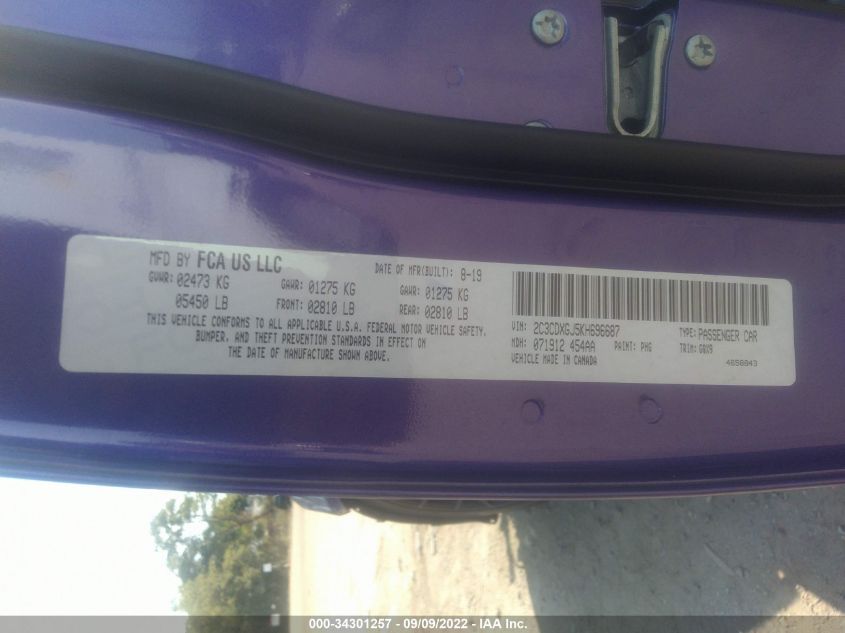 MFD BY FCA US LLC
DATE OF MFR(BUILT): 8-19
GVWR: 02473 KG GAWR: 01275 KG GAWR: 01275 KG
05450 LB FRONT: 02810 LB REAR: 02810 LB
THIS VEHICLE CONFORMS TO ALL APPLICABLE U.S.A. FEDERAL MOTOR VEHICLE SAFETY,
BUMPER, AND THEFT PREVENTION STANDARDS IN EFFECT ON
THE DATE OF MANUFACTURE SHOWN ABOVE.
VIN: 2C3CDXGJ5KH696687 TYPE: PASSENGER CAR
MDH: 071912 454AA PAINT: PHG TRIM: GBX9
VEHICLE MADE IN CANADA 4658843
000-34301257 - 09/09/2022 - IAA Inc.